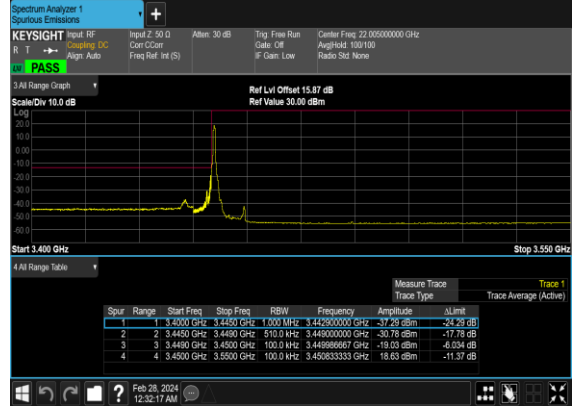 Spectrum Analyzer 1
Spurious Emissions
+
KEYSIGHT Input: RF Input Z: 50 Ω Atten: 30 dB Trig: Free Run Center Freq: 22.005000000 GHz
R T Coupling: DC Corr CCorr Gate: Off Avg|Hold: 100/100
Align: Auto Freq Ref: Int (S) IF Gain: Low Radio Std: None
PASS
3 All Range Graph
Ref Lvl Offset 15.87 dB
Scale/Div 10.0 dB Ref Value 30.00 dBm
Log
20.0
10.0
0.00
-10.0
-20.0
-30.0
-40.0
-50.0
-60.0
Start 3.400 GHz Stop 3.550 GHz
4 All Range Table
Measure Trace Trace 1
Trace Type Trace Average (Active)
Spur Range Start Freq Stop Freq RBW Frequency Amplitude ΔLimit
1 1 3.4000 GHz 3.4450 GHz 1.000 MHz 3.442900000 GHz -37.29 dBm -24.29 dB
2 2 3.4450 GHz 3.4490 GHz 510.0 kHz 3.449000000 GHz -30.78 dBm -17.78 dB
3 3 3.4490 GHz 3.4500 GHz 100.0 kHz 3.449986667 GHz -19.03 dBm -6.034 dB
4 4 3.4500 GHz 3.5500 GHz 100.0 kHz 3.450833333 GHz 18.63 dBm -11.37 dB
? Feb 28, 2024
12:32:17 AM